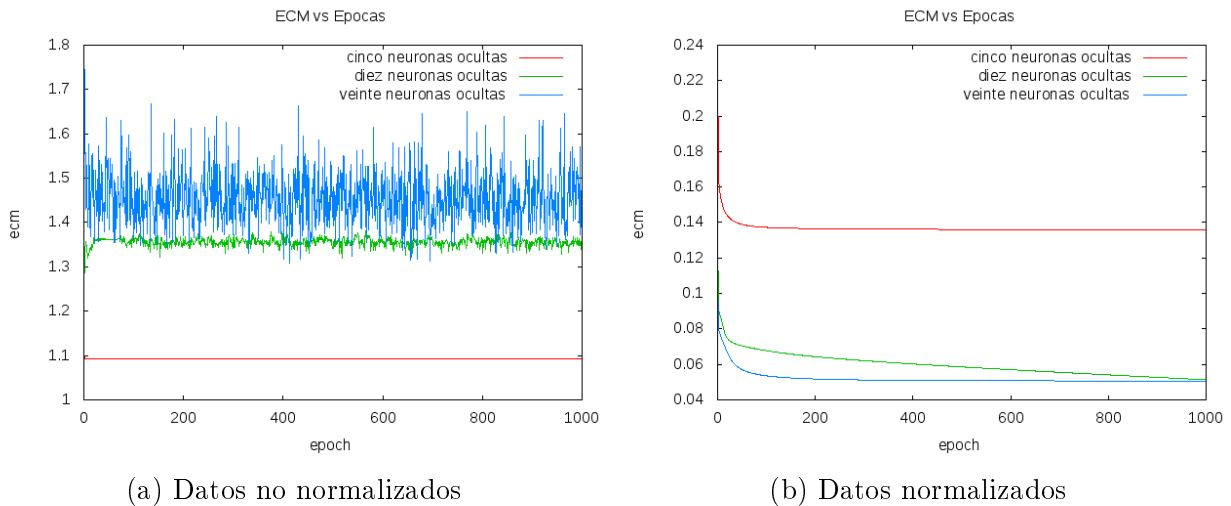 ECM vs Epocas
1.8
1.7
1.6
1.5
1.4
1.3
1.2
1.1
1
0
200
400
600
800
1000
ecm
epoch
cinco neuronas ocultas
diez neuronas ocultas
veinte neuronas ocultas
(a) Datos no normalizados
ECM vs Epocas
0.24
0.22
0.2
0.18
0.16
0.14
0.12
0.1
0.08
0.06
0.04
0
200
400
600
800
1000
ecm
epoch
cinco neuronas ocultas
diez neuronas ocultas
veinte neuronas ocultas
(b) Datos normalizados